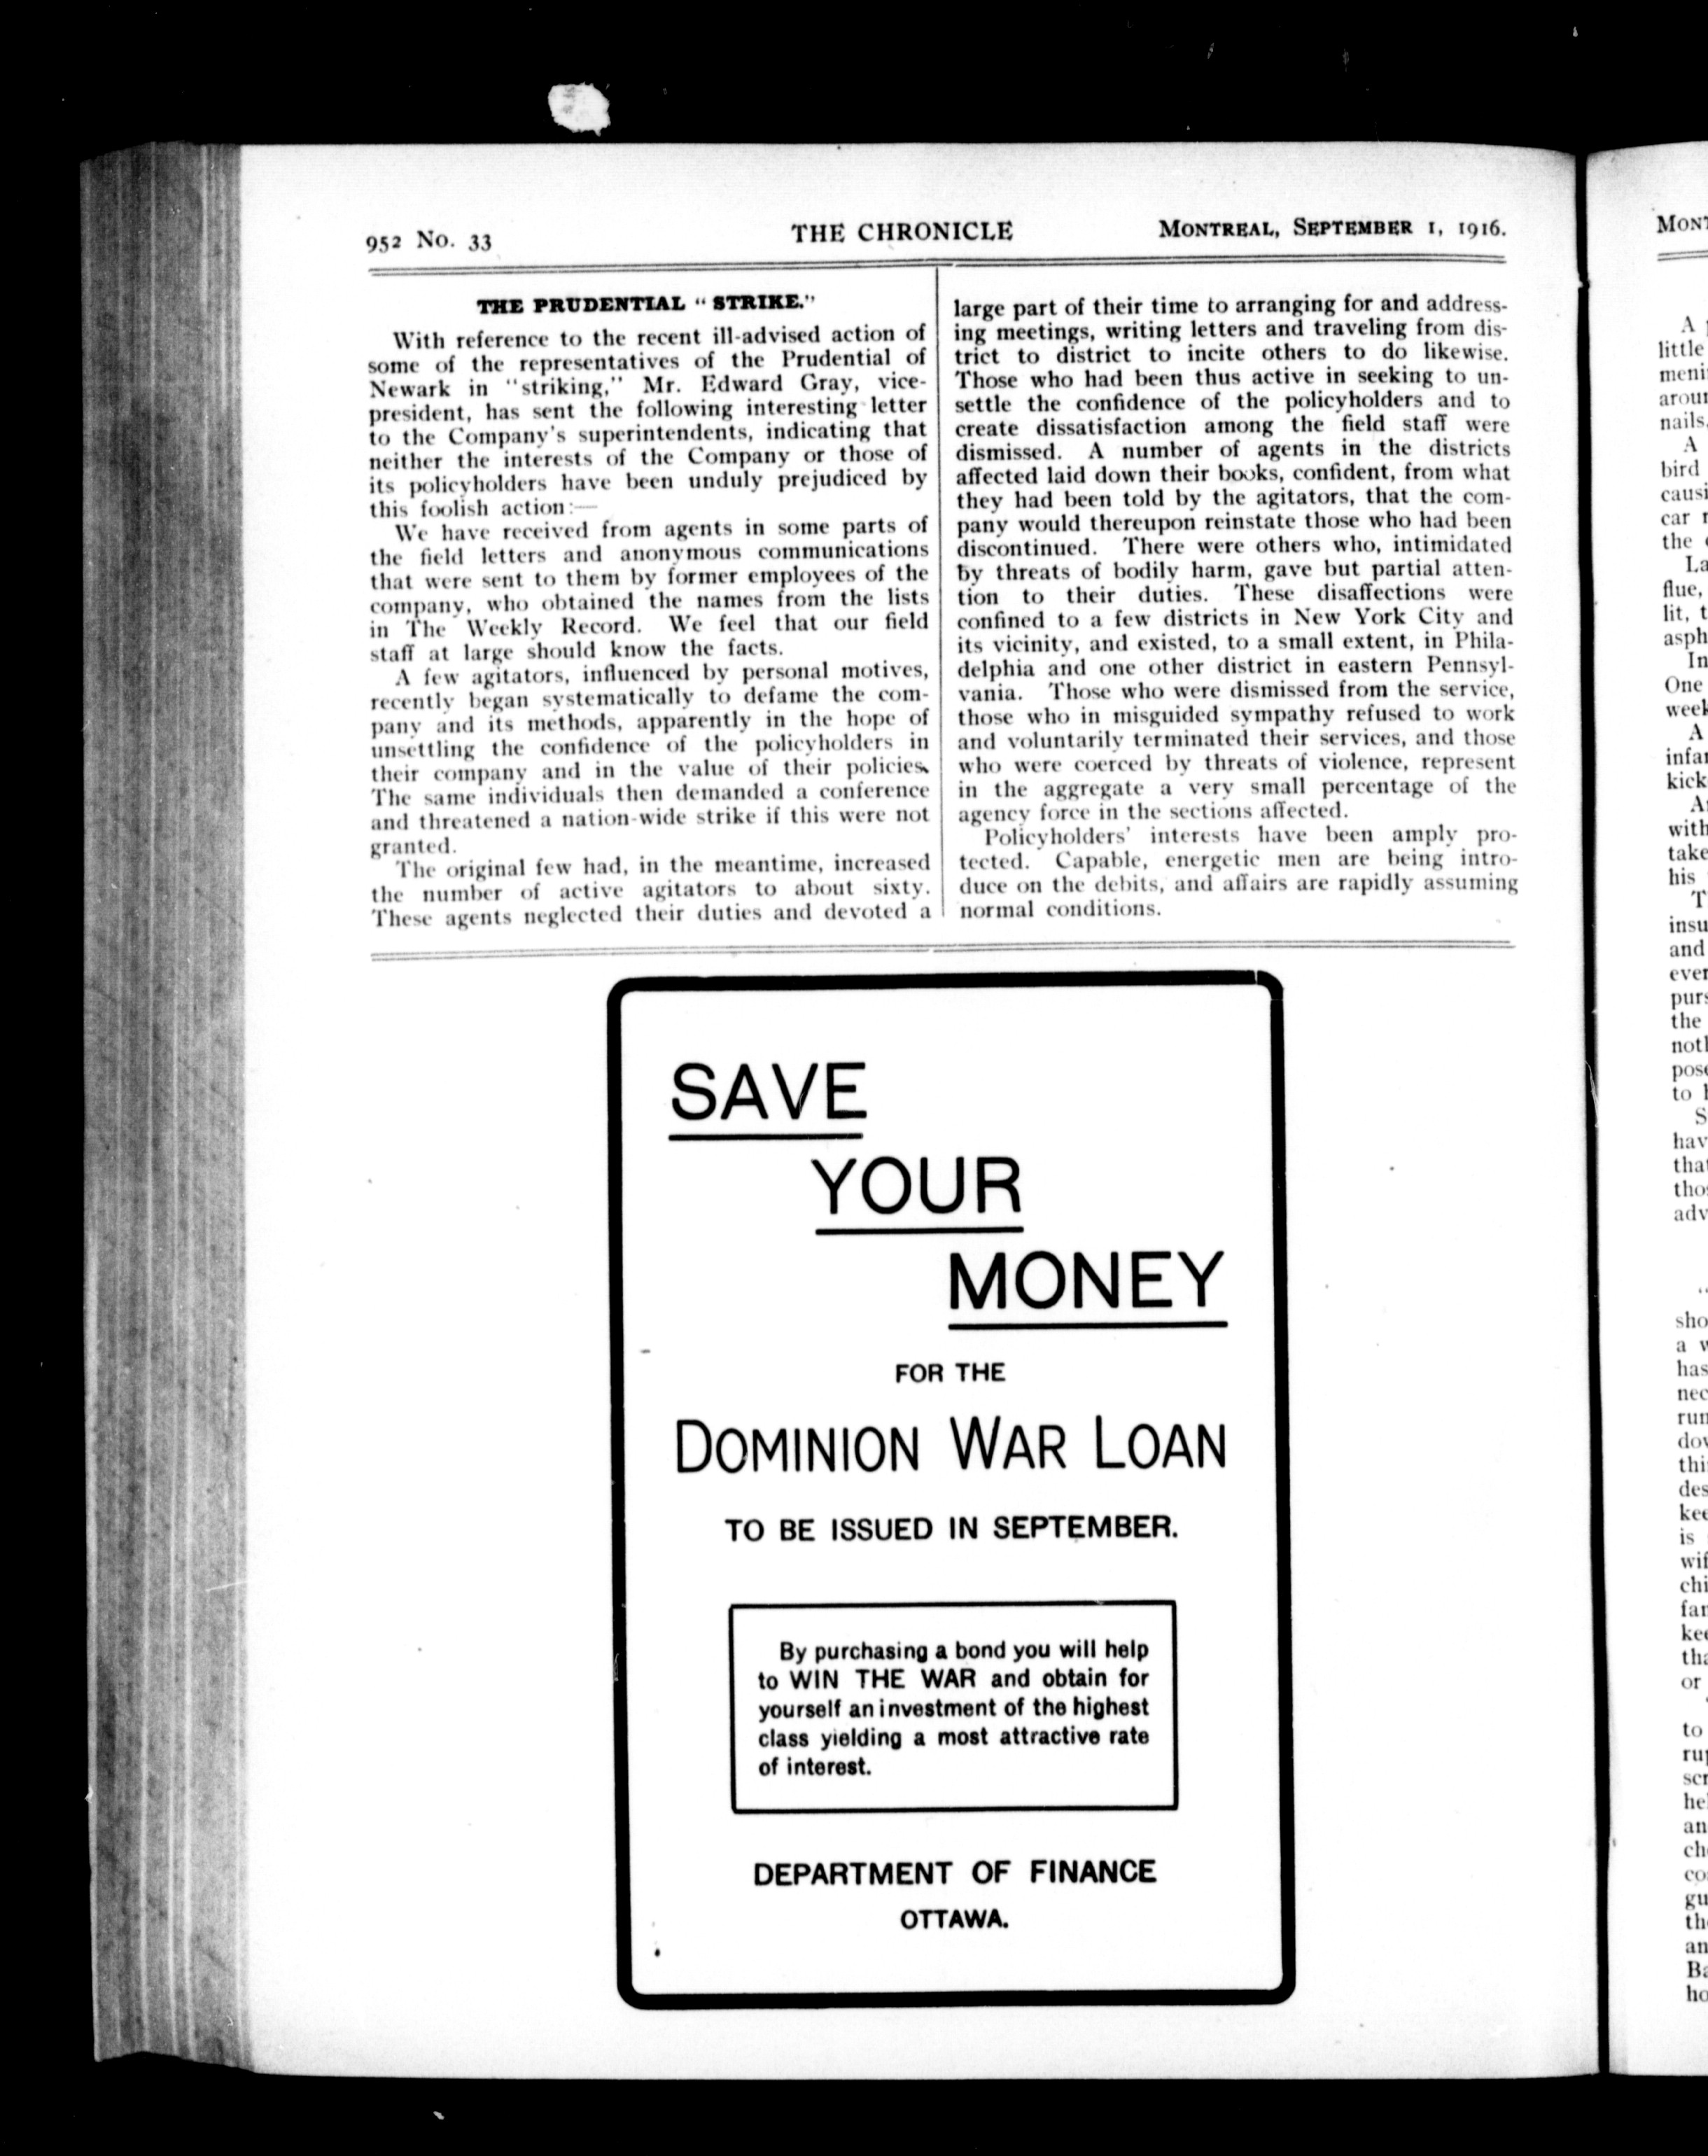 952 No. 33
THE CHRONICLE
MONTREAL, SEPTEMBER 1, 1916.
THE PRUDENTIAL "STRIKE."
With reference to the recent ill-advised action of
some of the representatives of the Prudential of
Newark in "striking," Mr. Edward Gray, vice-
president, has sent the following interesting letter
to the Company's superintendents, indicating that
neither the interests of the Company or those of
its policyholders have been unduly prejudiced by
this foolish action:—
We have received from agents in some parts of
the field letters and anonymous communications
that were sent to them by former employees of the
company, who obtained the names from the lists
in The Weekly Record. We feel that our field
staff at large should know the facts.
A few agitators, influenced by personal motives,
recently began systematically to defame the com-
pany and its methods, apparently in the hope of
unsettling the confidence of the policyholders in
their company and in the value of their policies.
The same individuals then demanded a conference
and threatened a nation-wide strike if this were not
granted.
The original few had, in the meantime, increased
the number of active agitators to about sixty.
These agents neglected their duties and devoted a
large part of their time to arranging for and address-
ing meetings, writing letters and traveling from dis-
trict to district to incite others to do likewise.
Those who had been thus active in seeking to un-
settle the confidence of the policyholders and to
create dissatisfaction among the field staff were
dismissed. A number of agents in the districts
affected laid down their books, confident, from what
they had been told by the agitators, that the com-
pany would thereupon reinstate those who had been
discontinued. There were others who, intimidated
by threats of bodily harm, gave but partial atten-
tion to their duties. These disaffections were
confined to a few districts in New York City and
its vicinity, and existed, to a small extent, in Phila-
delphia and one other district in eastern Pennsyl-
vania. Those who were dismissed from the service,
those who in misguided sympathy refused to work
and voluntarily terminated their services, and those
who were coerced by threats of violence, represent
in the aggregate a very small percentage of the
agency force in the sections affected.
Policyholders' interests have been amply pro-
tected. Capable, energetic men are being intro-
duce on the debits, and affairs are rapidly assuming
normal conditions.
SAVE
YOUR
MONEY
FOR THE
DOMINION WAR LOAN
TO BE ISSUED IN SEPTEMBER.
By purchasing a bond you will help
to WIN THE WAR and obtain for
yourself an investment of the highest
class yielding a most attractive rate
of interest.
DEPARTMENT OF FINANCE
OTTAWA.